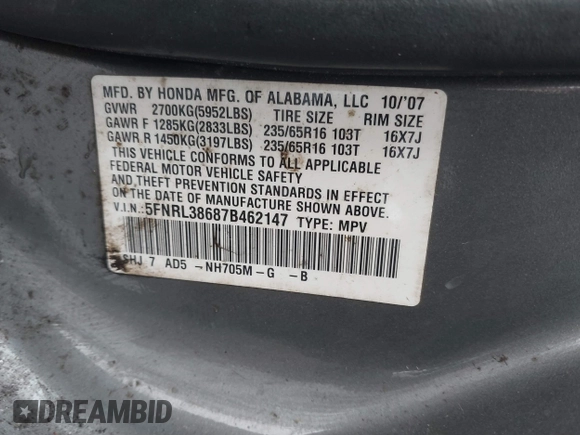 MFD. BY HONDA MFG. OF ALABAMA, LLC 10/'07
GVWR 2700KG(5952LBS) TIRE SIZE RIM SIZE
GAWR F 1285KG(2833LBS) 235/65R16 103T 16X7J
GAWR R 1450KG(3197LBS) 235/65R16 103T 16X7J
THIS VEHICLE CONFORMS TO ALL APPLICABLE
FEDERAL MOTOR VEHICLE SAFETY
AND THEFT PREVENTION STANDARDS IN EFFECT
ON THE DATE OF MANUFACTURE SHOWN ABOVE.
V.I.N.:5FNRL38687B462147 TYPE: MPV
SHJ 7 AD5 -NH705M-G -B
DREAMBID